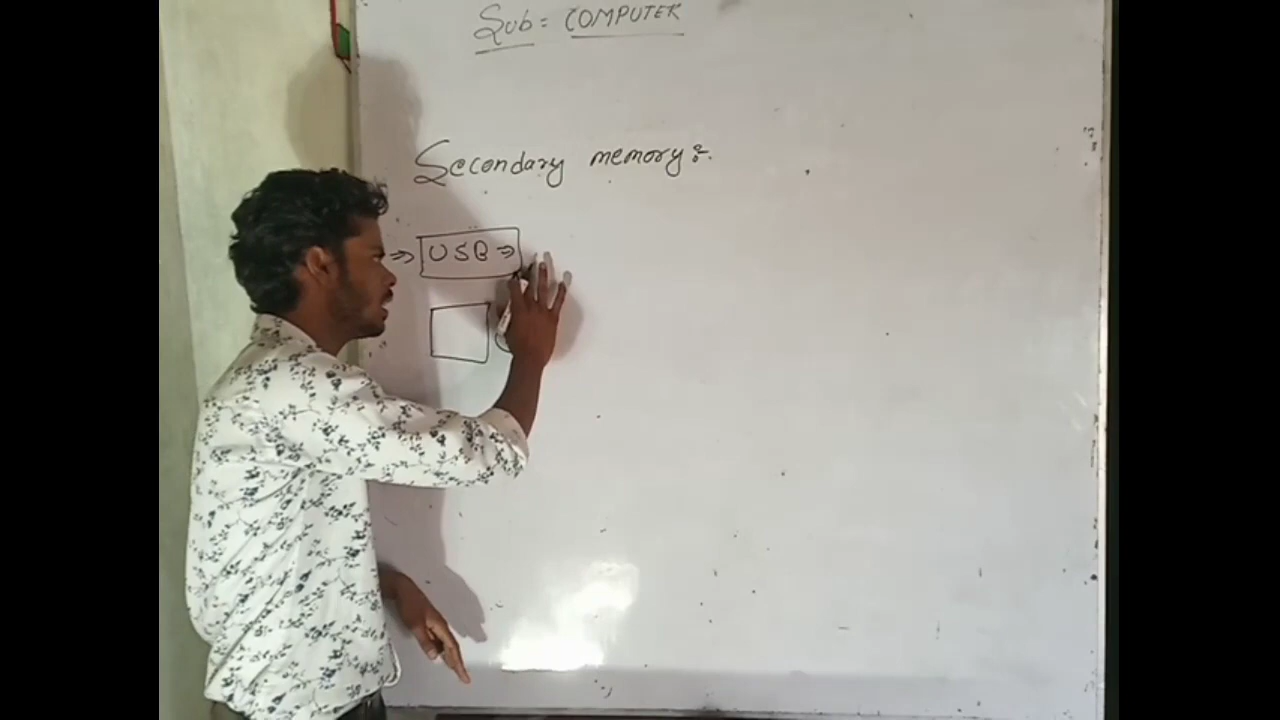 Sub = COMPUTER
Secondary memory :-
⇒ USB ⇒